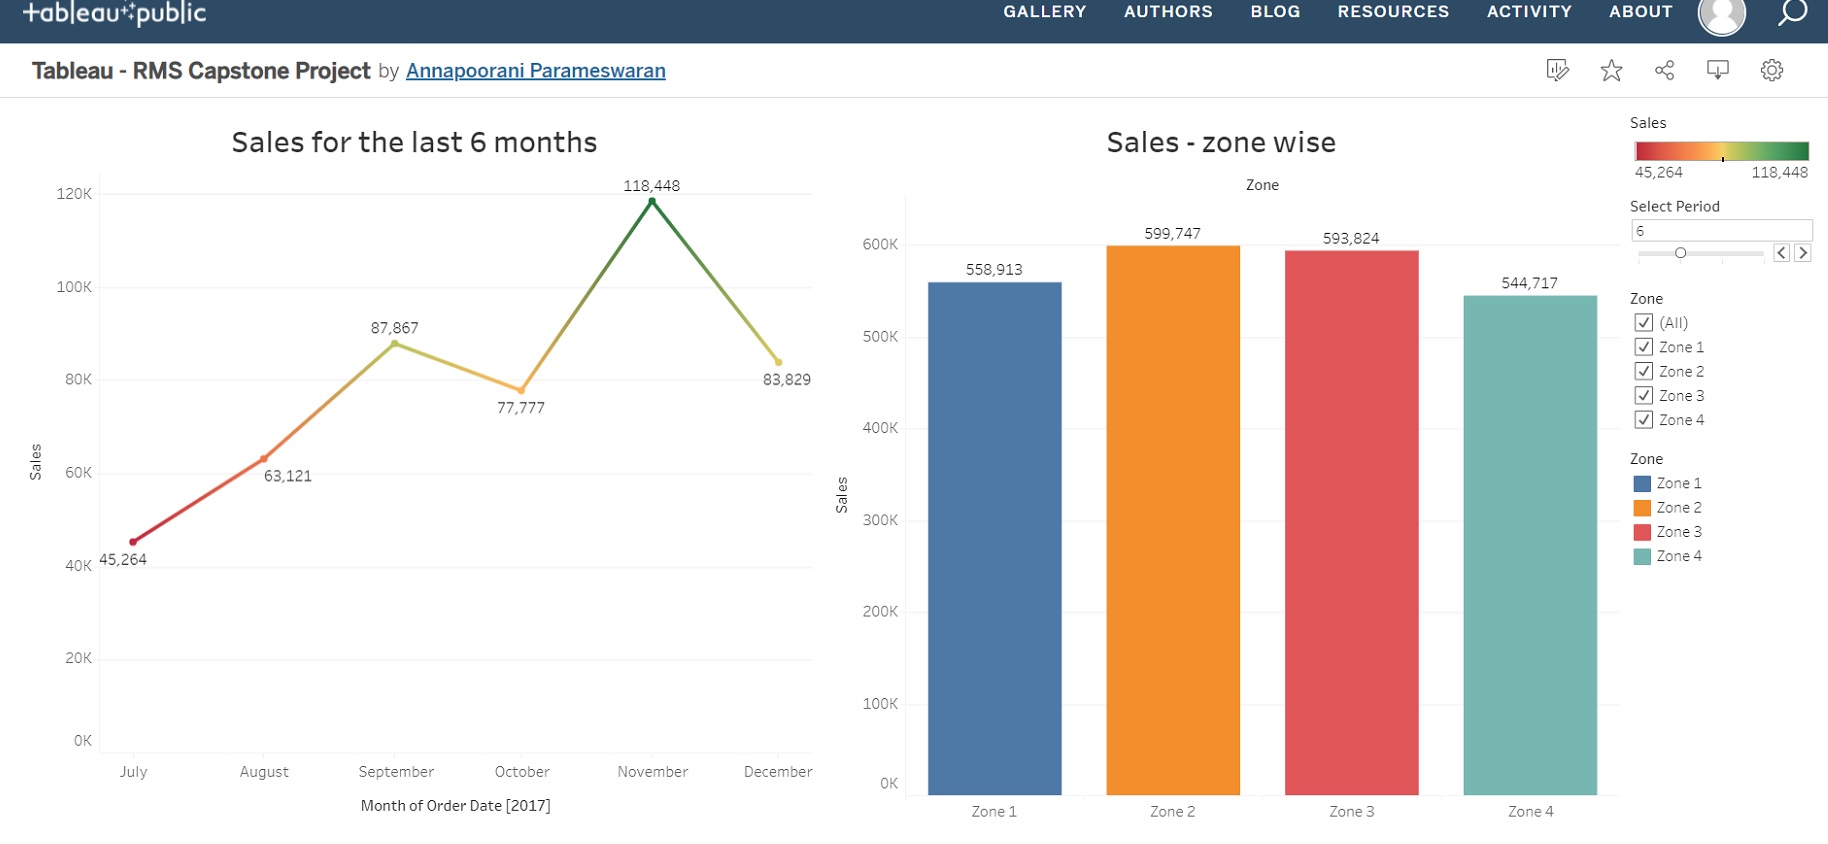 +ableau public
GALLERY AUTHORS BLOG RESOURCES ACTIVITY ABOUT
Tableau - RMS Capstone Project by Annapoorani Parameswaran
Sales for the last 6 months
120K
100K
80K
60K
40K
20K
0K
Sales
118,448
87,867
83,829
77,777
63,121
45,264
July August September October November December
Month of Order Date [2017]
Sales - zone wise
Zone
600K
500K
400K
300K
200K
100K
0K
Sales
558,913
599,747
593,824
544,717
Zone 1 Zone 2 Zone 3 Zone 4
Sales
45,264 118,448
Select Period
6
Zone
(All)
Zone 1
Zone 2
Zone 3
Zone 4
Zone
Zone 1
Zone 2
Zone 3
Zone 4